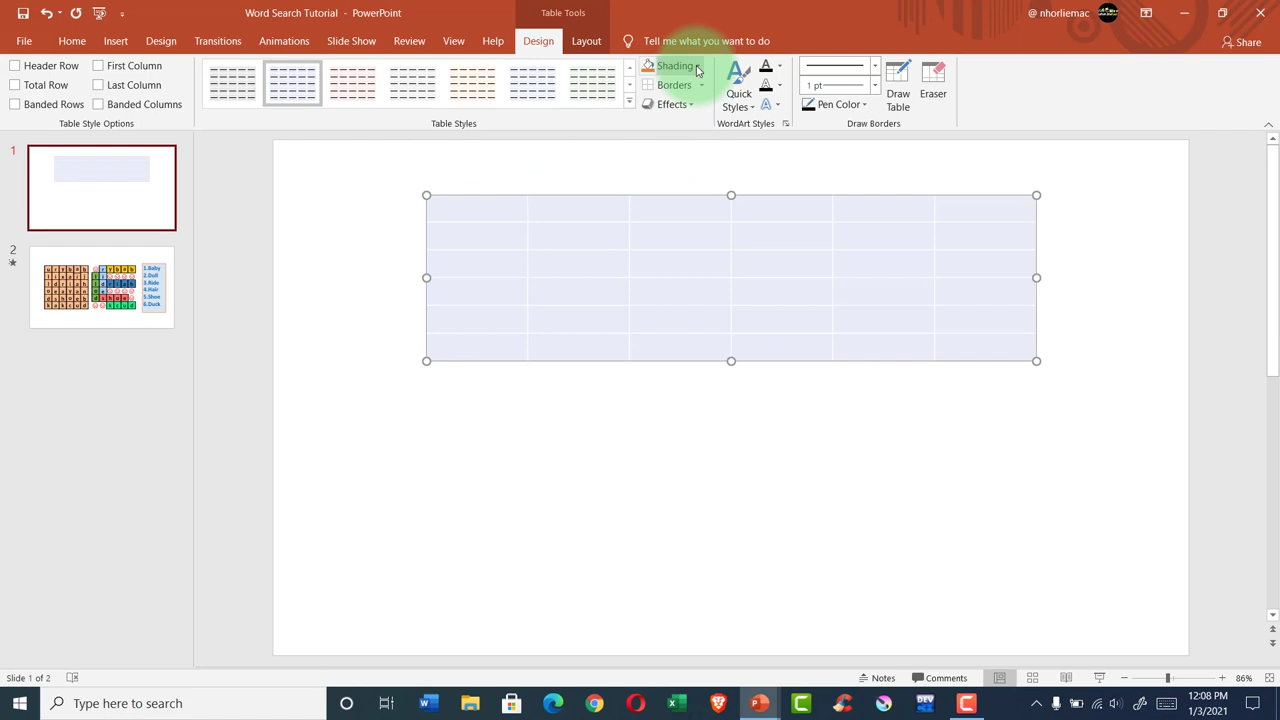 Word Search Tutorial - PowerPoint
Table Tools
@ nhorliemac
File Home Insert Design Transitions Animations Slide Show Review View Help Design Layout Tell me what you want to do Share
Header Row First Column
Total Row Last Column
Banded Rows Banded Columns
Table Style Options
Table Styles
Shading
Borders
Effects
Quick
Styles
WordArt Styles
1 pt
Pen Color
Draw
Table
Eraser
Draw Borders
1
2
1.Baby
2.Doll
3.Ride
4.Hair
5.Shoe
6.Duck
Slide 1 of 2
Notes
Comments
86%
Type here to search
DEV
12:08 PM
1/3/2021